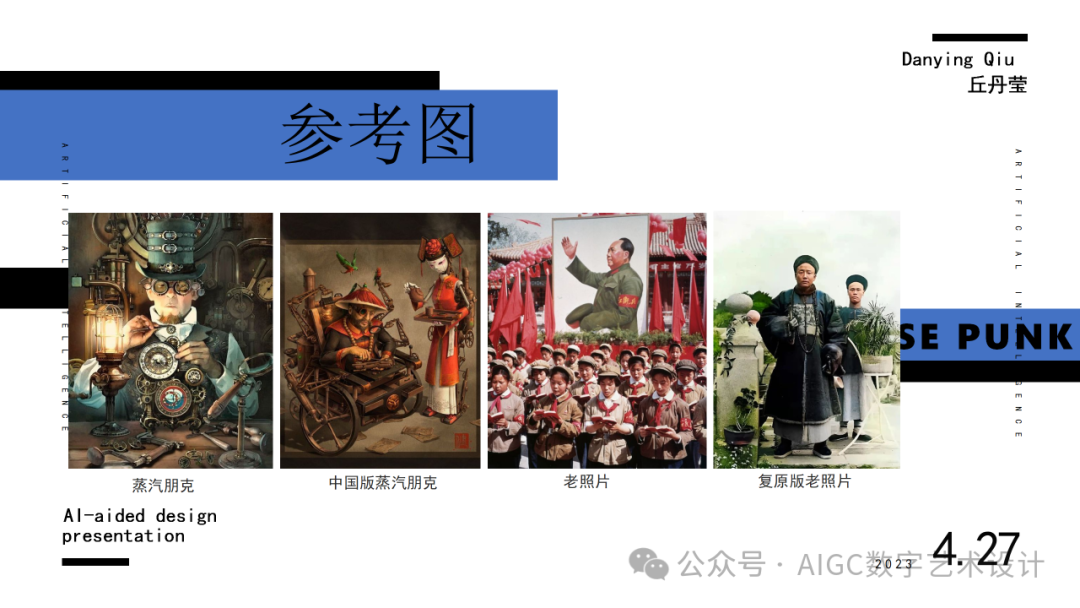 Danying Qiu
丘丹莹
参考图
ARTIFICIAL INTELLIGENCE
ARTIFICIAL INTELLIGENCE
SE PUNK
蒸汽朋克
中国版蒸汽朋克
老照片
复原版老照片
AI-aided design
presentation
2023
4.27
公众号 · AIGC数字艺术设计